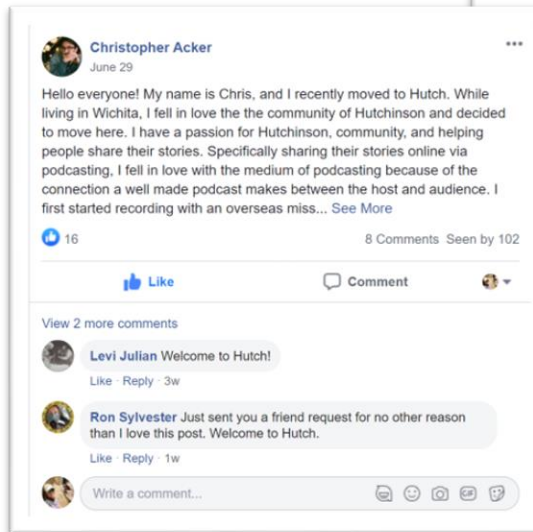 Christopher Acker
June 29
Hello everyone! My name is Chris, and I recently moved to Hutch. While
living in Wichita, I fell in love the the community of Hutchinson and decided
to move here. I have a passion for Hutchinson, community, and helping
people share their stories. Specifically sharing their stories online via
podcasting, I fell in love with the medium of podcasting because of the
connection a well made podcast makes between the host and audience. I
first started recording with an overseas miss... See More
16
8 Comments Seen by 102
Like Comment
View 2 more comments
Levi Julian Welcome to Hutch!
Like · Reply · 3w
Ron Sylvester Just sent you a friend request for no other reason
than I love this post. Welcome to Hutch.
Like · Reply · 1w
Write a comment...
GIF